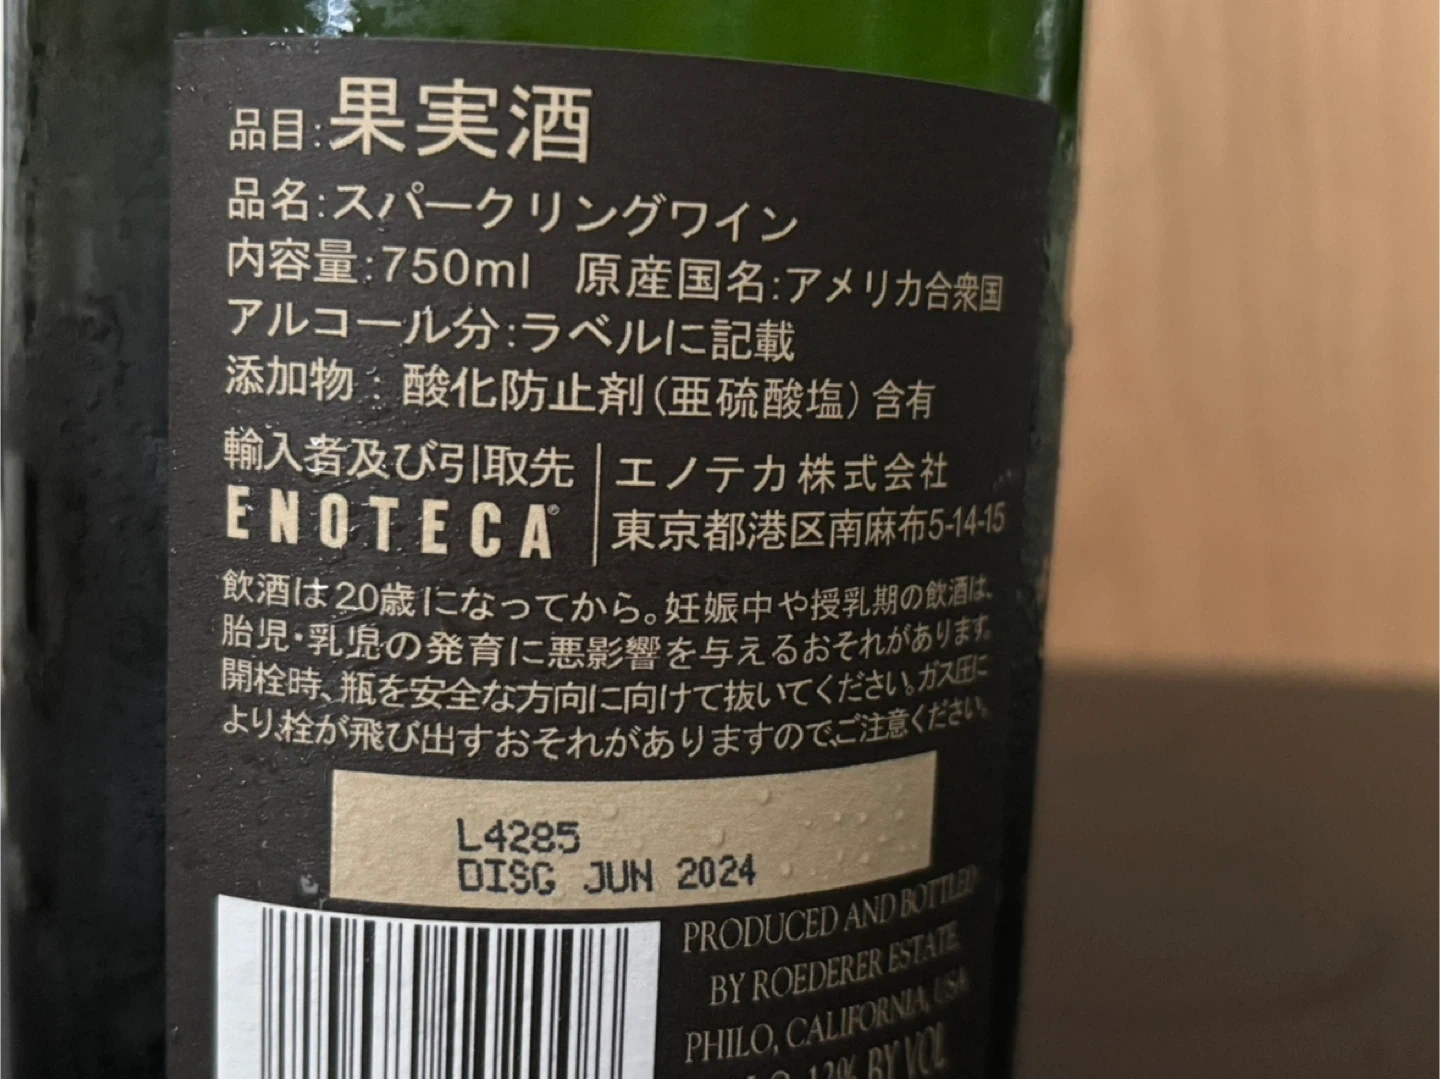 品目:果実酒
品名:スパークリングワイン
内容量:750ml 原産国名:アメリカ合衆国
アルコール分:ラベルに記載
添加物:酸化防止剤(亜硫酸塩)含有
輸入者及び引取先
ENOTECA®
エノテカ株式会社
東京都港区南麻布5-14-15
飲酒は20歳になってから。妊娠中や授乳期の飲酒は、
胎児・乳児の発育に悪影響を与えるおそれがあります。
開栓時、瓶を安全な方向に向けて抜いてください。ガス圧に
より、栓が飛び出すおそれがありますので、ご注意ください。
L4285
DISG JUN 2024
PRODUCED AND BOTTLED
BY ROEDERER ESTATE,
PHILO, CALIFORNIA, USA
12% BY VOL